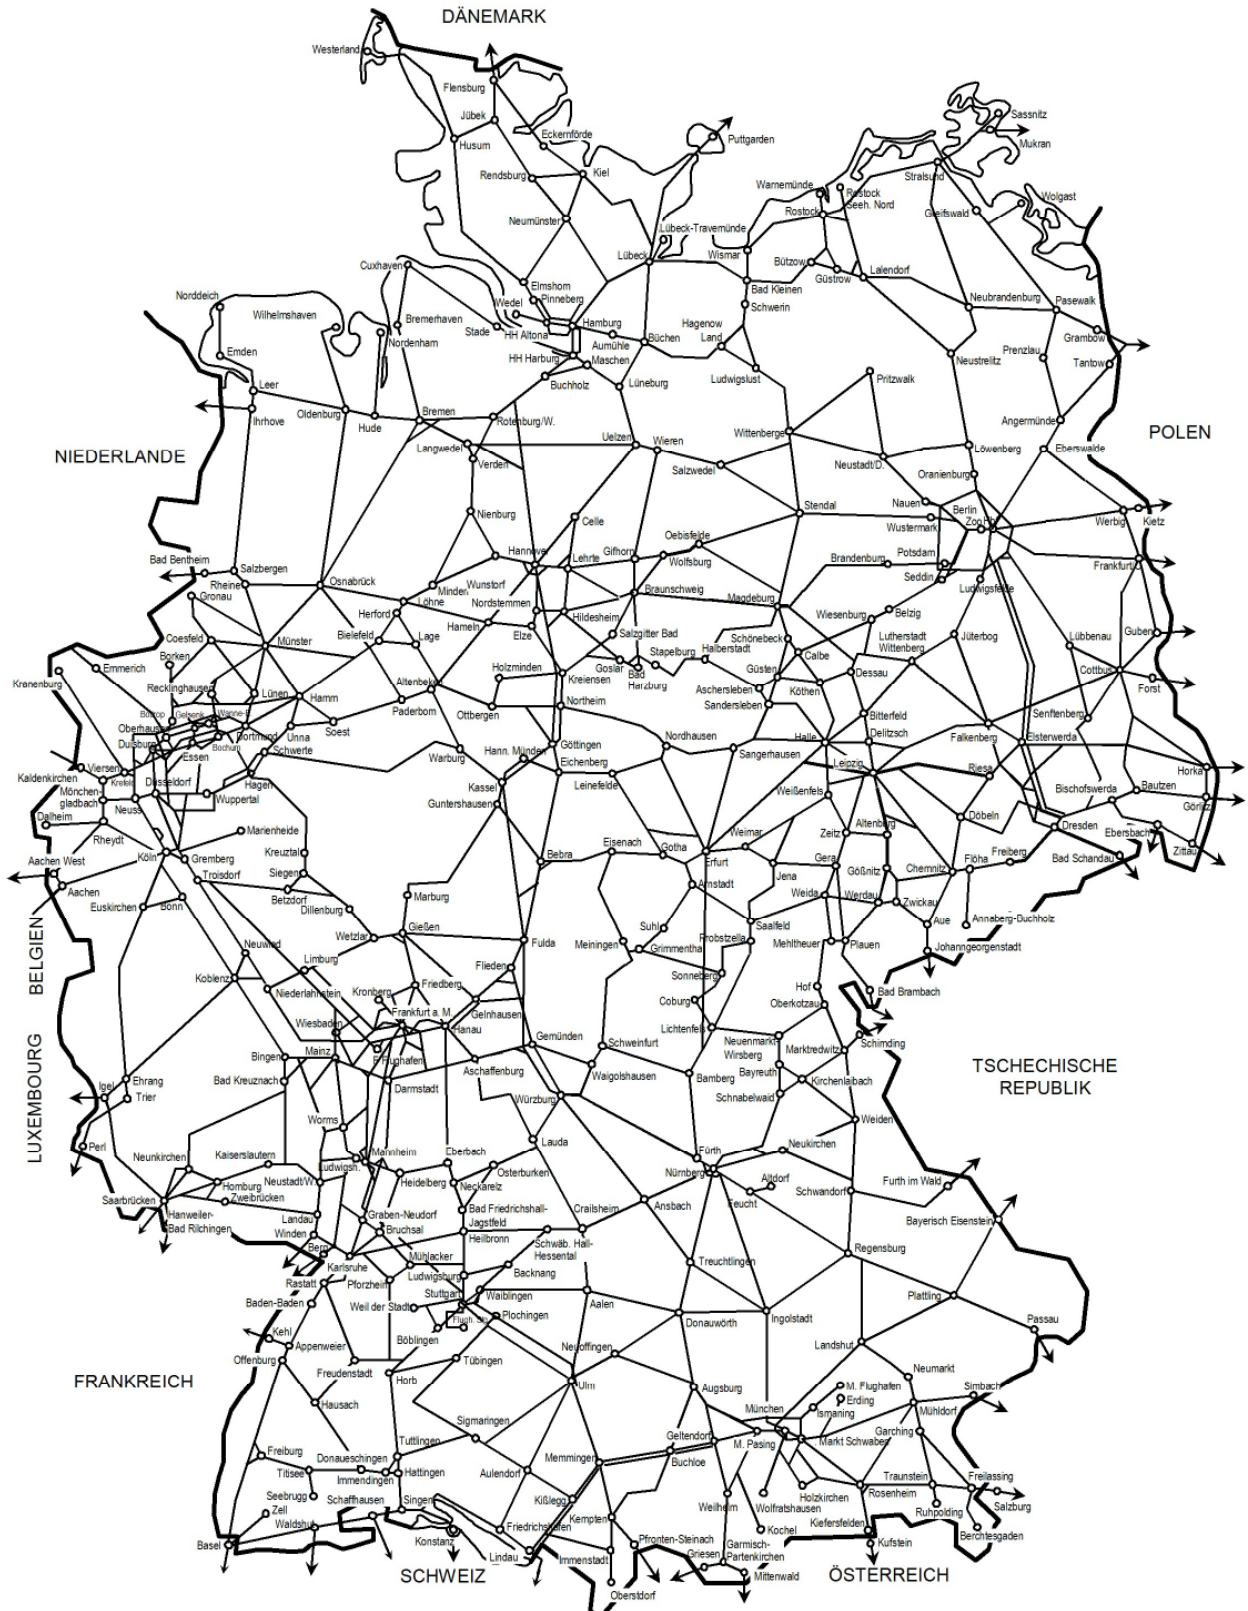 DÄNEMARK
Westerland
Flensburg
Jübek
Husum
Eckernförde
Rendsburg
Kiel
Neumünster
Puttgarden
Sassnitz
Mukran
Stralsund
Warnemünde
Rostock
Seeh. Nord
Rostock
Wolgast
Greifswald
Lübeck-Travemünde
Lübeck
Wismar
Bützow
Güstrow
Lalendorf
Bad Kleinen
Schwerin
Neubrandenburg
Pasewalk
Cuxhaven
Elmshorn
Pinneberg
Wedel
Norddeich
Wilhelmshaven
Bremerhaven
Nordenham
Stade
HH Altona
Hamburg
Aumühle
Büchen
Hagenow
Land
Grambow
Tantow
Prenzlau
Emden
HH Harburg
Maschen
Buchholz
Lüneburg
Ludwigslust
Pritzwalk
Neustrelitz
Leer
Ihrhove
Oldenburg
Hude
Bremen
Rotenburg/W.
Angermünde
POLEN
NIEDERLANDE
Langwedel
Verden
Uelzen
Wieren
Salzwedel
Wittenberge
Neustadt/D.
Löwenberg
Oranienburg
Eberswalde
Nienburg
Celle
Stendal
Nauen
Wustermark
Berlin
Zoo
Hbf
Werbig
Kietz
Bad Bentheim
Salzbergen
Rheine
Gronau
Osnabrück
Hannover
Lehrte
Gifhorn
Oebisfelde
Wolfsburg
Brandenburg
Potsdam
Seddin
Ludwigsfelde
Frankfurt/O.
Minden
Wunstorf
Löhne
Nordstemmen
Herford
Bielefeld
Lage
Hameln
Elze
Hildesheim
Braunschweig
Magdeburg
Wiesenburg
Belzig
Coesfeld
Münster
Salzgitter Bad
Stapelburg
Halberstadt
Schönebeck
Calbe
Lutherstadt
Wittenberg
Jüterbog
Lübbenau
Guben
Borken
Emmerich
Kranenburg
Recklinghausen
Lünen
Hamm
Altenbeken
Holzminden
Kreiensen
Goslar
Bad
Harzburg
Güsten
Aschersleben
Sandersleben
Köthen
Dessau
Cottbus
Forst
Bottrop
Gelsenk.
Wanne-E.
Oberhausen
Duisburg
Bochum
Dortmund
Essen
Unna
Schwerte
Soest
Paderborn
Ottbergen
Northeim
Bitterfeld
Delitzsch
Senftenberg
Falkenberg
Elsterwerda
Warburg
Hann. Münden
Göttingen
Eichenberg
Nordhausen
Sangerhausen
Halle
Leipzig
Riesa
Horka
Viersen
Kaldenkirchen
Krefeld
Mönchen-
gladbach
Düsseldorf
Hagen
Wuppertal
Neuss
Dalheim
Rheydt
Kassel
Guntershausen
Leinefelde
Weißenfels
Bischofswerda
Bautzen
Görlitz
Marienheide
Köln
Gremberg
Troisdorf
Kreuztal
Siegen
Betzdorf
Dillenburg
Bebra
Eisenach
Gotha
Erfurt
Weimar
Jena
Zeitz
Altenburg
Gera
Gößnitz
Döbeln
Dresden
Ebersbach
Zittau
Bad Schandau
Freiberg
Flöha
Chemnitz
Aachen West
Aachen
Euskirchen
Bonn
Marburg
Arnstadt
Weida
Werdau
Zwickau
Aue
Annaberg-Buchholz
BELGIEN
Wetzlar
Gießen
Fulda
Meiningen
Suhl
Grimmenthal
Probstzella
Saalfeld
Mehltheuer
Plauen
Johanngeorgenstadt
Neuwied
Koblenz
Limburg
Niederlahnstein
Kronberg
Friedberg
Flieden
Gelnhausen
Sonneberg
Hof
Oberkotzau
Bad Brambach
Wiesbaden
Frankfurt a. M.
Hanau
Coburg
Lichtenfels
LUXEMBOURG
Bingen
Mainz
F. Flughafen
Gemünden
Schweinfurt
Neuenmarkt-
Wirsberg
Marktredwitz
Schirnding
TSCHECHISCHE
REPUBLIK
Bad Kreuznach
Darmstadt
Aschaffenburg
Waigolshausen
Bamberg
Bayreuth
Kirchenlaibach
Schnabelwaid
Igel
Ehrang
Trier
Würzburg
Weiden
Perl
Worms
Lauda
Neunkirchen
Kaiserslautern
Ludwigsh.
Mannheim
Eberbach
Osterburken
Fürth
Neukirchen
Nürnberg
Altdorf
Feucht
Schwandorf
Furth im Wald
Saarbrücken
Homburg
Zweibrücken
Neustadt/W.
Heidelberg
Neckarelz
Hanweiler-
Bad Rilchingen
Landau
Winden
Berg
Graben-Neudorf
Bruchsal
Bad Friedrichshall-
Jagstfeld
Heilbronn
Crailsheim
Ansbach
Bayerisch Eisenstein
Schwäb. Hall-
Hessental
Karlsruhe
Mühlacker
Ludwigsburg
Backnang
Treuchtlingen
Regensburg
Rastatt
Pforzheim
Stuttgart
Waiblingen
Aalen
Plattling
Baden-Baden
Weil der Stadt
Flugh. Stg.
Plochingen
Donauwörth
Ingolstadt
Passau
Kehl
Appenweier
Böblingen
Neuoffingen
Landshut
Offenburg
Freudenstadt
Horb
Tübingen
Ulm
Augsburg
Neumarkt
FRANKREICH
Hausach
M. Flughafen
Erding
Ismaning
Simbach
Mühldorf
Sigmaringen
München
M. Pasing
Markt Schwaben
Garching
Geltendorf
Buchloe
Freiburg
Titisee
Seebrugg
Donaueschingen
Immendingen
Tuttlingen
Hattingen
Aulendorf
Memmingen
Kißlegg
Traunstein
Freilassing
Salzburg
Zell
Waldshut
Basel
Schaffhausen
Singen
Friedrichshafen
Kempten
Weilheim
Wolfratshausen
Holzkirchen
Rosenheim
Ruhpolding
Konstanz
Lindau
Immenstadt
Pfronten-Steinach
Kochel
Kiefersfelden
Kufstein
Berchtesgaden
SCHWEIZ
Griesen
Garmisch-
Partenkirchen
Mittenwald
Oberstdorf
ÖSTERREICH